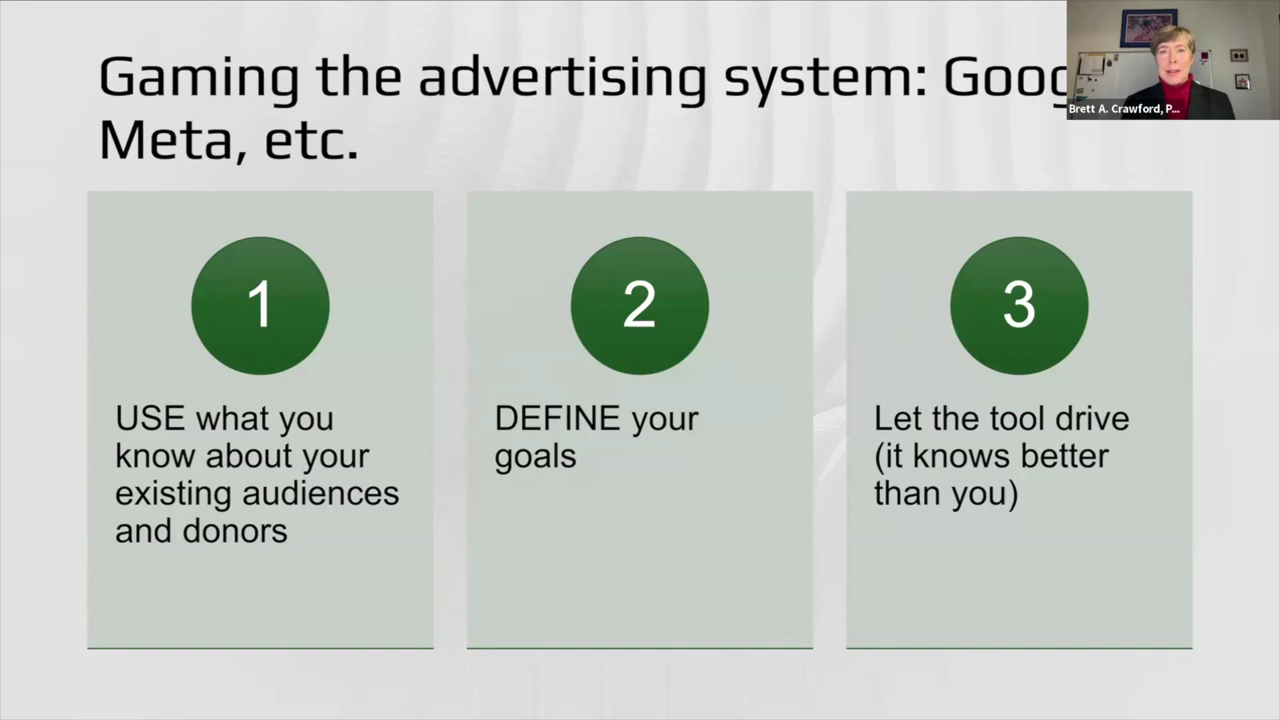 Gaming the advertising system: Goog
Meta, etc.
Brett A. Crawford, P...
1
USE what you
know about your
existing audiences
and donors
2
DEFINE your
goals
3
Let the tool drive
(it knows better
than you)